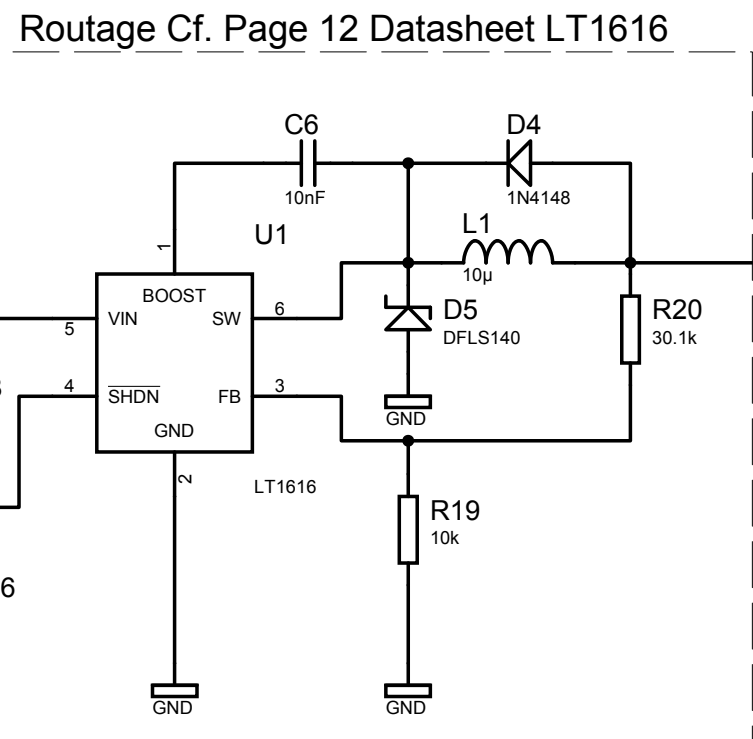 Routage Cf. Page 12 Datasheet LT1616
C6
10nF
D4
1N4148
U1
L1
10µ
1
BOOST
5
VIN
SW
6
D5
DFLS140
R20
30.1k
4
SHDN
FB
3
GND
GND
2
LT1616
R19
10k
6
GND
GND